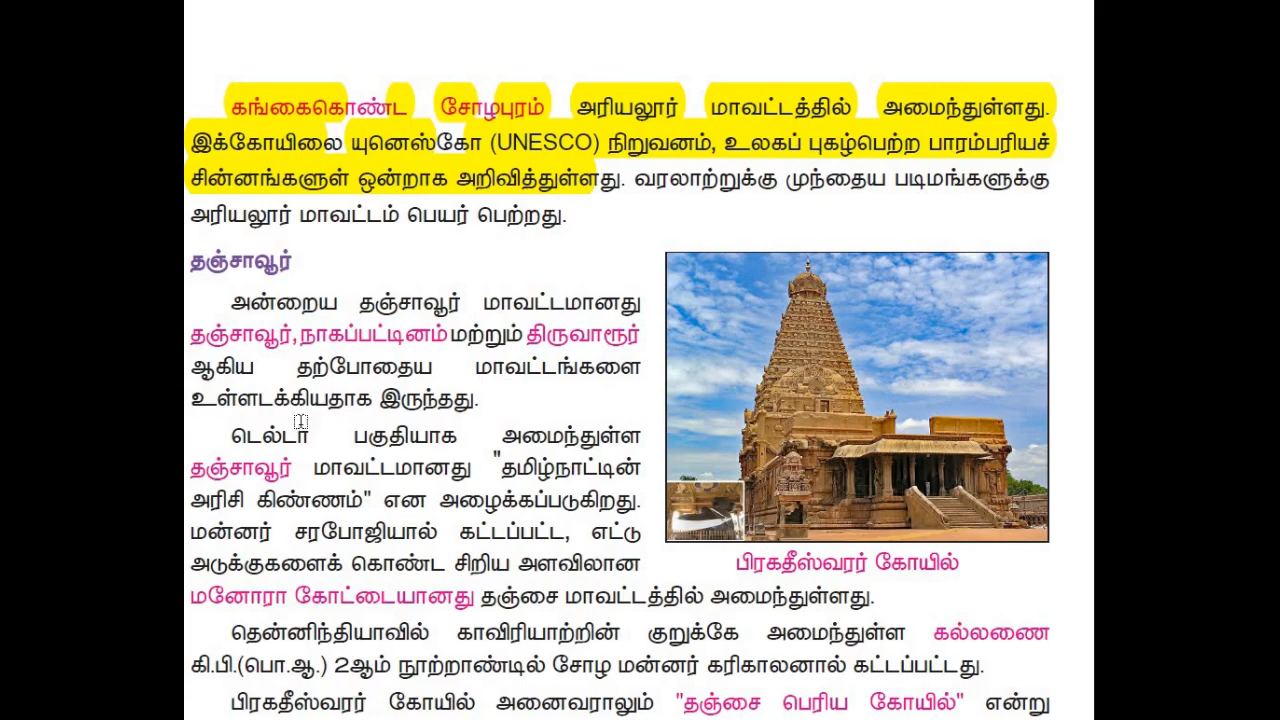 கங்கைகொண்ட சோழபுரம் அரியலூர் மாவட்டத்தில் அமைந்துள்ளது.
இக்கோயிலை யுனெஸ்கோ (UNESCO) நிறுவனம், உலகப் புகழ்பெற்ற பாரம்பரியச்
சின்னங்களுள் ஒன்றாக அறிவித்துள்ளது. வரலாற்றுக்கு முந்தைய படிமங்களுக்கு
அரியலூர் மாவட்டம் பெயர் பெற்றது.
தஞ்சாவூர்
அன்றைய தஞ்சாவூர் மாவட்டமானது
தஞ்சாவூர்,நாகப்பட்டினம் மற்றும் திருவாரூர்
ஆகிய தற்போதைய மாவட்டங்களை
உள்ளடக்கியதாக இருந்தது.
டெல்டா பகுதியாக அமைந்துள்ள
தஞ்சாவூர் மாவட்டமானது "தமிழ்நாட்டின்
அரிசி கிண்ணம்" என அழைக்கப்படுகிறது.
மன்னர் சரபோஜியால் கட்டப்பட்ட, எட்டு
அடுக்குகளைக் கொண்ட சிறிய அளவிலான
மனோரா கோட்டையானது தஞ்சை மாவட்டத்தில் அமைந்துள்ளது.
பிரகதீஸ்வரர் கோயில்
தென்னிந்தியாவில் காவிரியாற்றின் குறுக்கே அமைந்துள்ள கல்லணை
கி.பி.(பொ.ஆ.) 2ஆம் நூற்றாண்டில் சோழ மன்னர் கரிகாலனால் கட்டப்பட்டது.
பிரகதீஸ்வரர் கோயில் அனைவராலும் "தஞ்சை பெரிய கோயில்" என்று